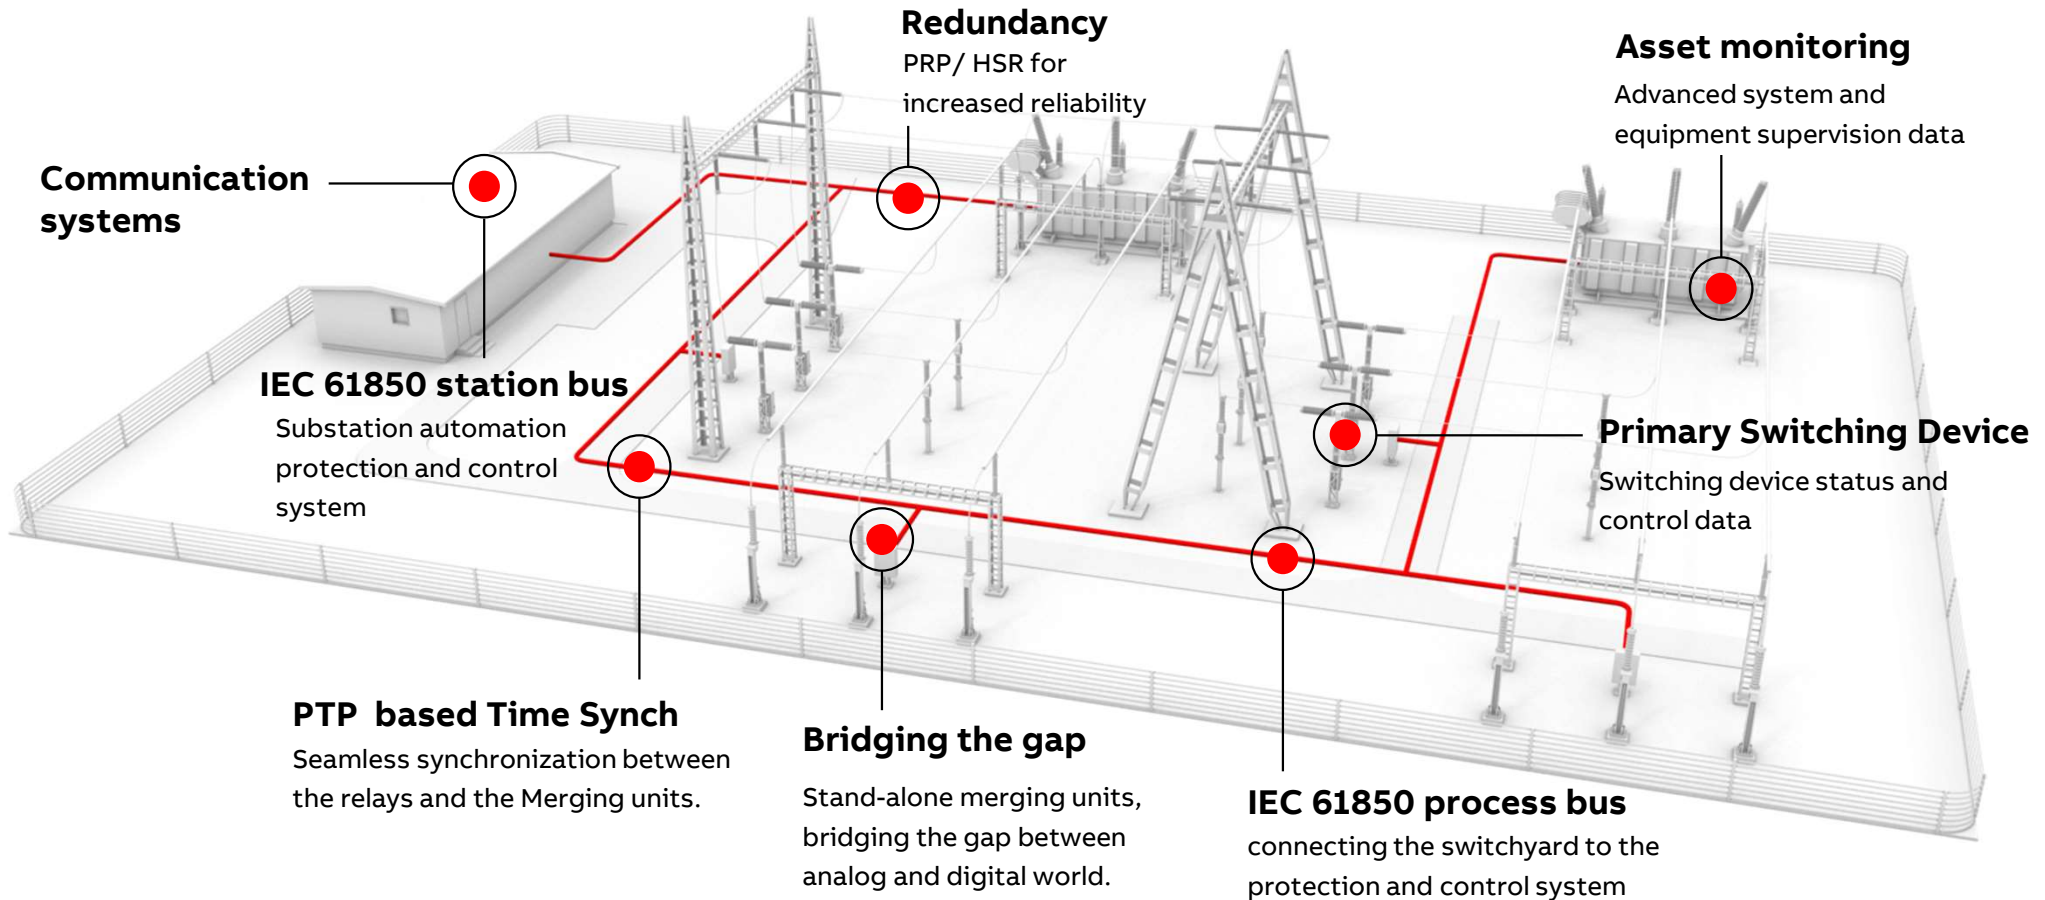 Redundancy
PRP/ HSR for
increased reliability
Asset monitoring
Advanced system and
equipment supervision data
Communication
systems
IEC 61850 station bus
Substation automation
protection and control
system
Primary Switching Device
Switching device status and
control data
PTP  based Time Synch
Seamless synchronization between
the relays and the Merging units.
Bridging the gap
Stand-alone merging units,
bridging the gap between
analog and digital world.
IEC 61850 process bus
connecting the switchyard to the
protection and control system